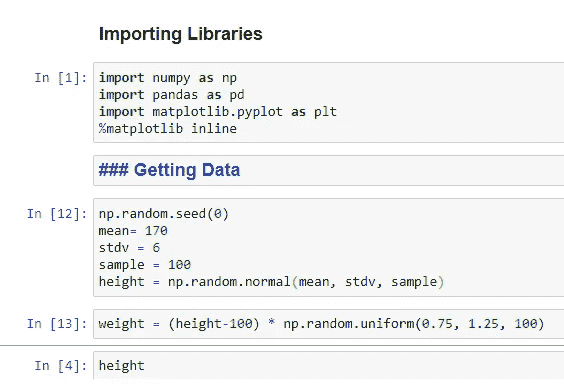 Importing Libraries
In [1]: import numpy as np
import pandas as pd
import matplotlib.pyplot as plt
%matplotlib inline
### Getting Data
In [12]: np.random.seed(0)
mean= 170
stdv = 6
sample = 100
height = np.random.normal(mean, stdv, sample)
In [13]: weight = (height-100) * np.random.uniform(0.75, 1.25, 100)
In [4]: height